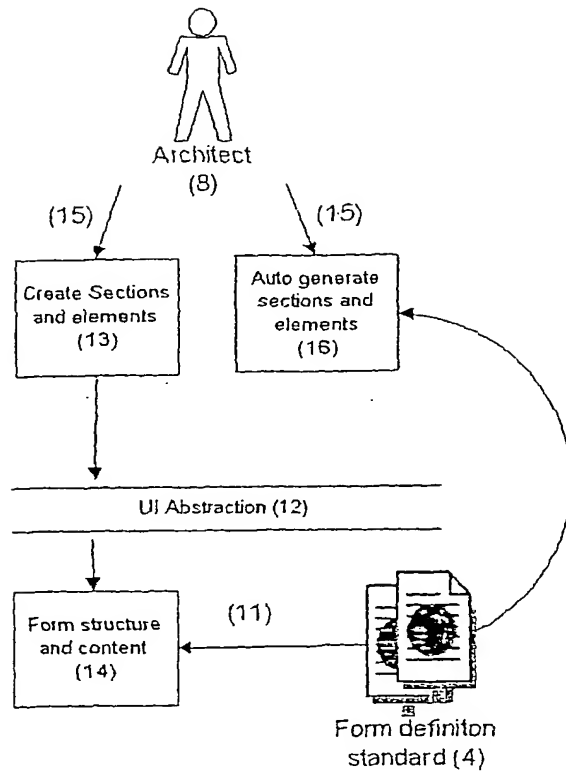 Architect
(8)
(15)
(15)
Create Sections
and elements
(13)
Auto generate
sections and
elements
(16)
UI Abstraction (12)
Form structure
and content
(14)
(11)
Form definiton
standard (4)